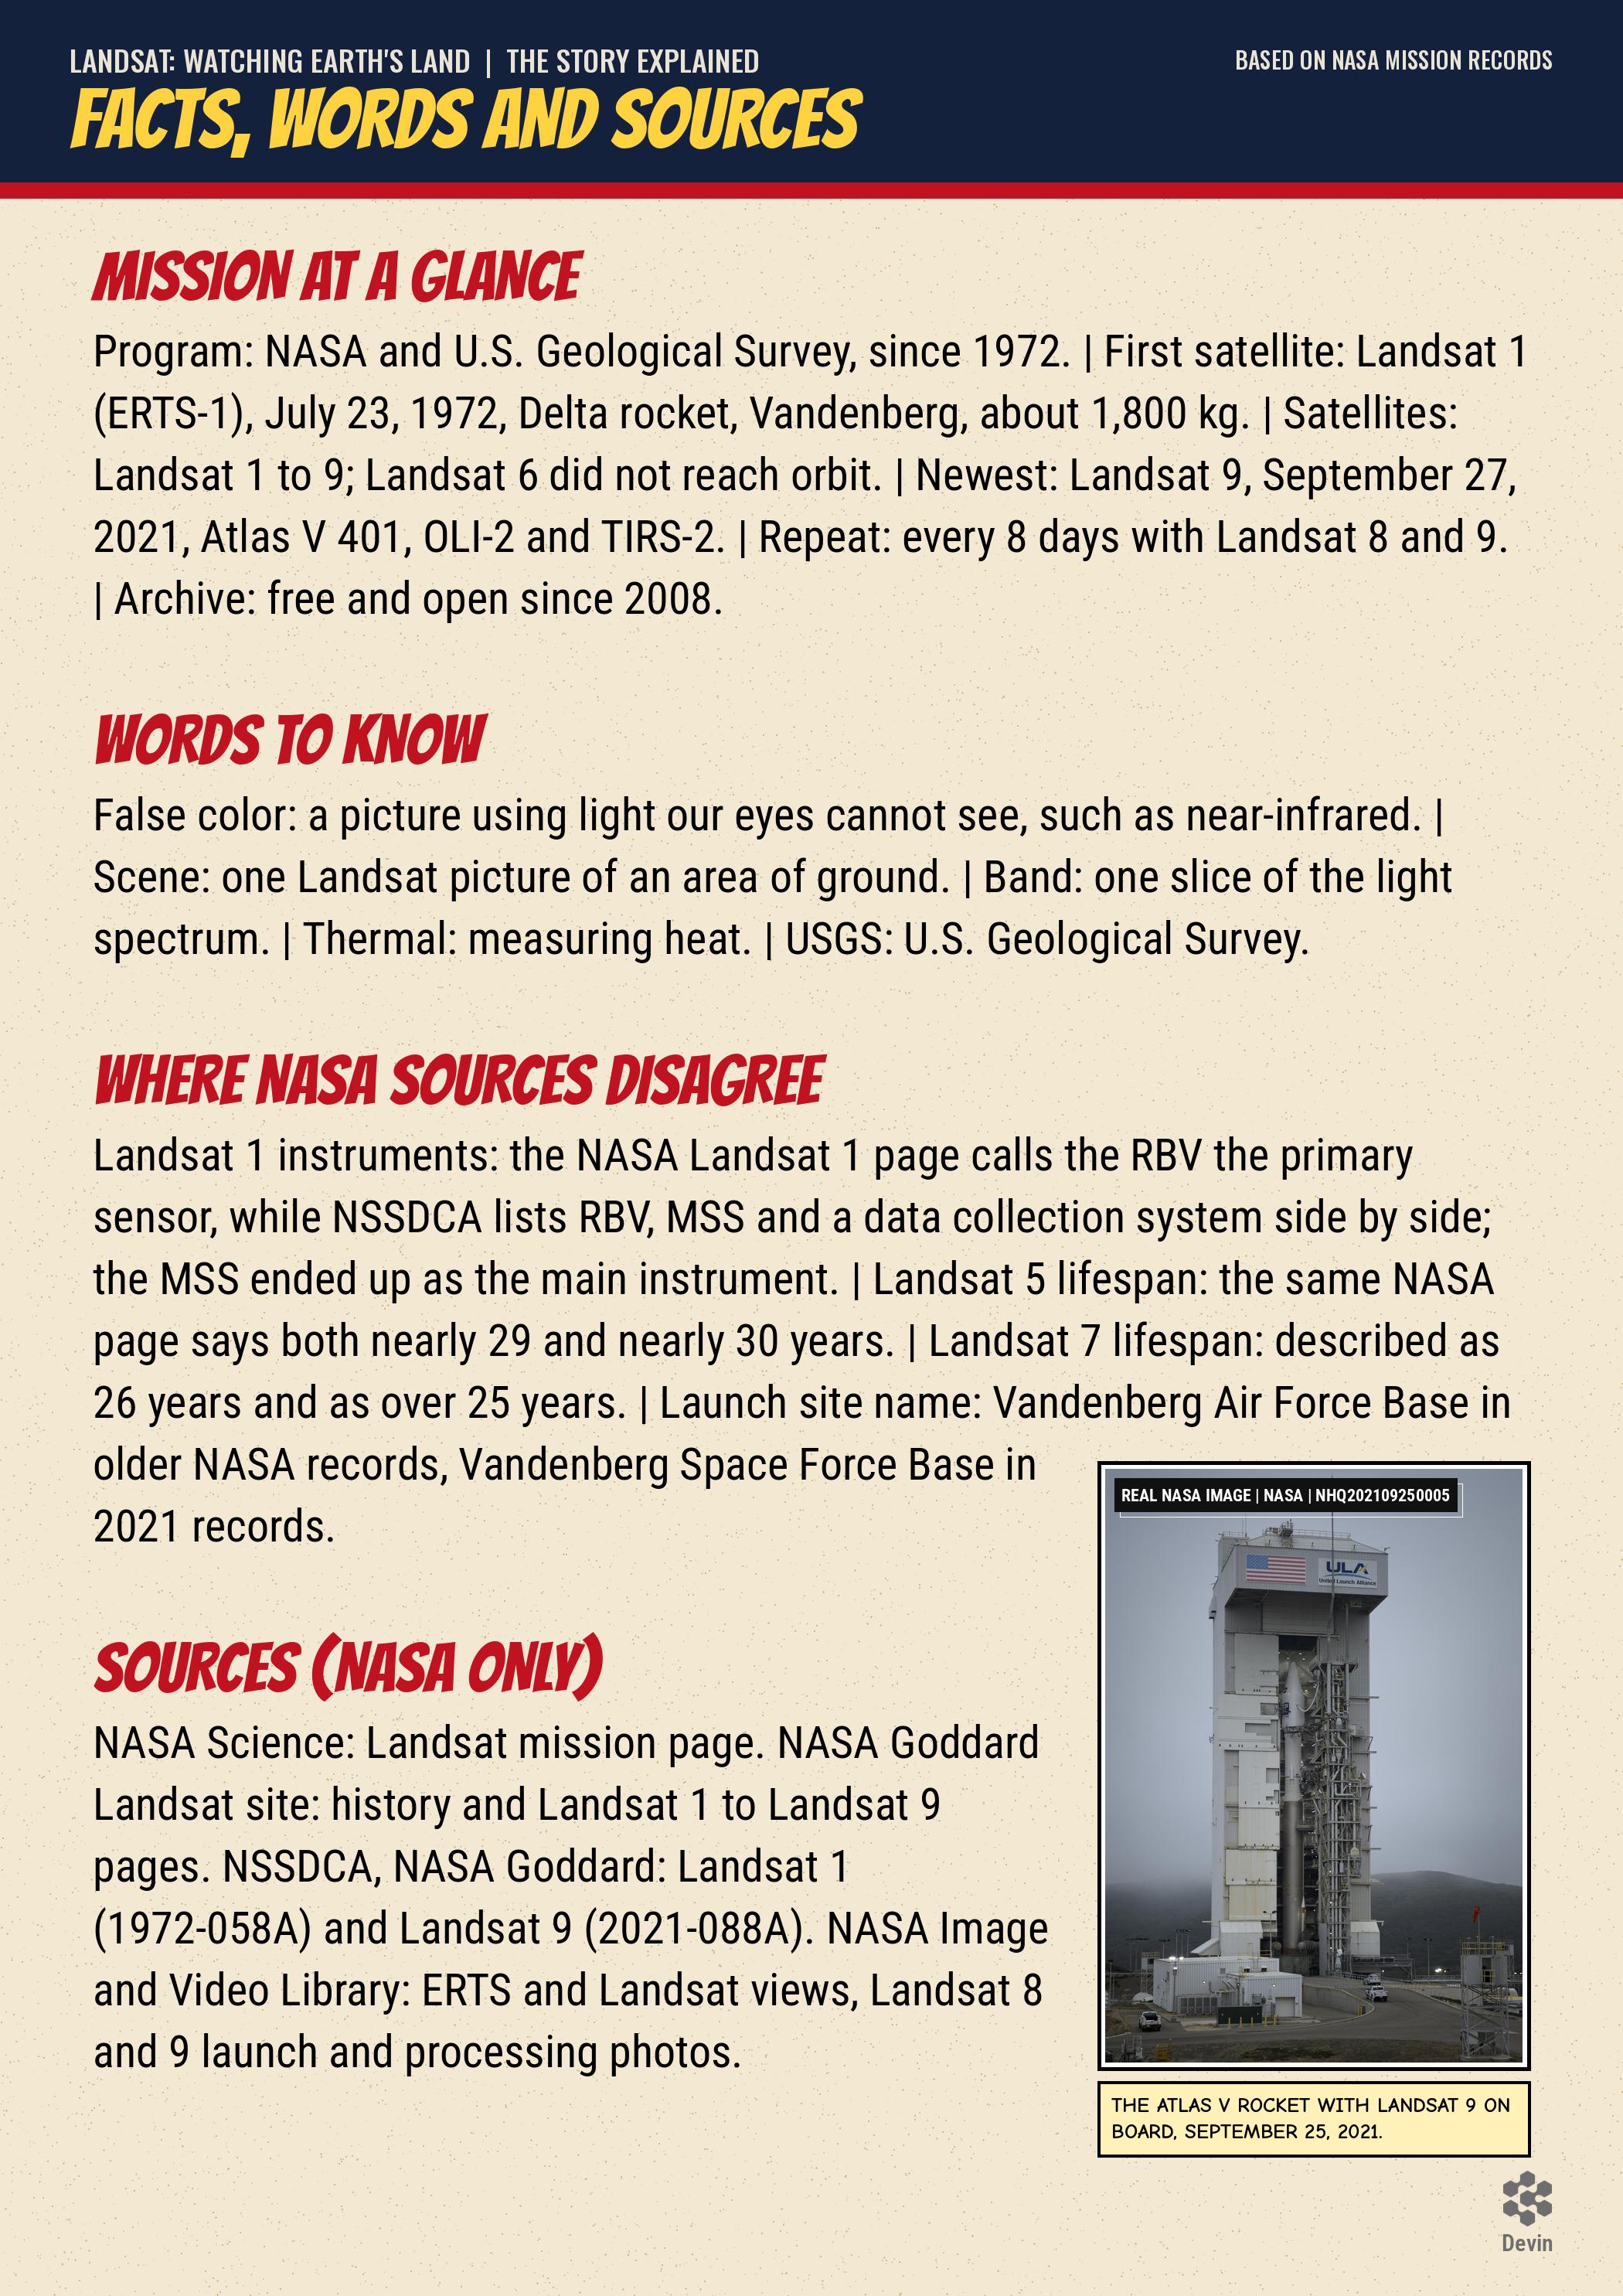 LANDSAT: WATCHING EARTH'S LAND | THE STORY EXPLAINED
BASED ON NASA MISSION RECORDS
FACTS, WORDS AND SOURCES
MISSION AT A GLANCE
Program: NASA and U.S. Geological Survey, since 1972. | First satellite: Landsat 1
(ERTS-1), July 23, 1972, Delta rocket, Vandenberg, about 1,800 kg. | Satellites:
Landsat 1 to 9; Landsat 6 did not reach orbit. | Newest: Landsat 9, September 27,
2021, Atlas V 401, OLI-2 and TIRS-2. | Repeat: every 8 days with Landsat 8 and 9.
| Archive: free and open since 2008.
WORDS TO KNOW
False color: a picture using light our eyes cannot see, such as near-infrared. |
Scene: one Landsat picture of an area of ground. | Band: one slice of the light
spectrum. | Thermal: measuring heat. | USGS: U.S. Geological Survey.
WHERE NASA SOURCES DISAGREE
Landsat 1 instruments: the NASA Landsat 1 page calls the RBV the primary
sensor, while NSSDCA lists RBV, MSS and a data collection system side by side;
the MSS ended up as the main instrument. | Landsat 5 lifespan: the same NASA
page says both nearly 29 and nearly 30 years. | Landsat 7 lifespan: described as
26 years and as over 25 years. | Launch site name: Vandenberg Air Force Base in
older NASA records, Vandenberg Space Force Base in
2021 records.
SOURCES (NASA ONLY)
NASA Science: Landsat mission page. NASA Goddard
Landsat site: history and Landsat 1 to Landsat 9
pages. NSSDCA, NASA Goddard: Landsat 1
(1972-058A) and Landsat 9 (2021-088A). NASA Image
and Video Library: ERTS and Landsat views, Landsat 8
and 9 launch and processing photos.
REAL NASA IMAGE | NASA | NHQ202109250005
ULA
United Launch Alliance
THE ATLAS V ROCKET WITH LANDSAT 9 ON
BOARD, SEPTEMBER 25, 2021.
Devin